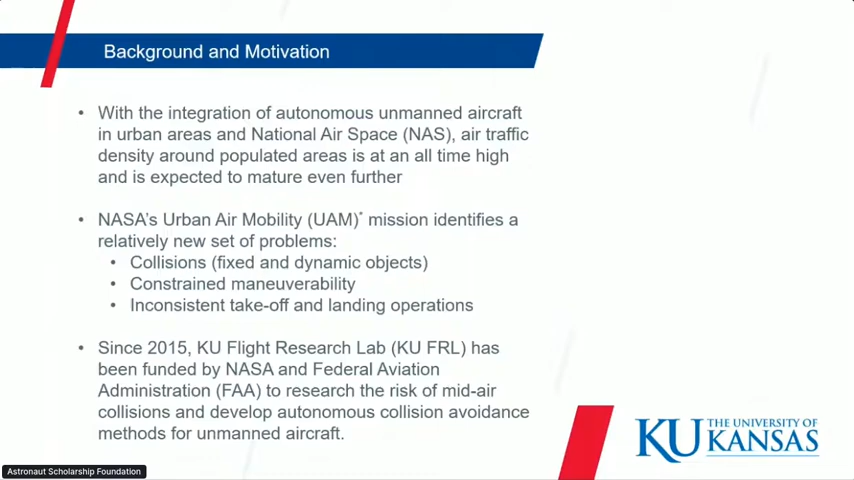 Background and Motivation
• With the integration of autonomous unmanned aircraft
in urban areas and National Air Space (NAS), air traffic
density around populated areas is at an all time high
and is expected to mature even further
• NASA's Urban Air Mobility (UAM)* mission identifies a
relatively new set of problems:
• Collisions (fixed and dynamic objects)
• Constrained maneuverability
• Inconsistent take-off and landing operations
• Since 2015, KU Flight Research Lab (KU FRL) has
been funded by NASA and Federal Aviation
Administration (FAA) to research the risk of mid-air
collisions and develop autonomous collision avoidance
methods for unmanned aircraft.
KU THE UNIVERSITY OF
KANSAS
Astronaut Scholarship Foundation